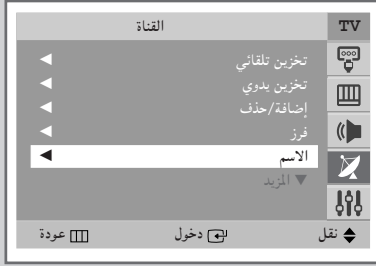 TV القناة
تخزين تلقائي ◄
تخزين يدوي ◄
إضافة/حذف ◄
فرز ◄
الاسم ◄
▼ المزيد
نقل دخول عودة